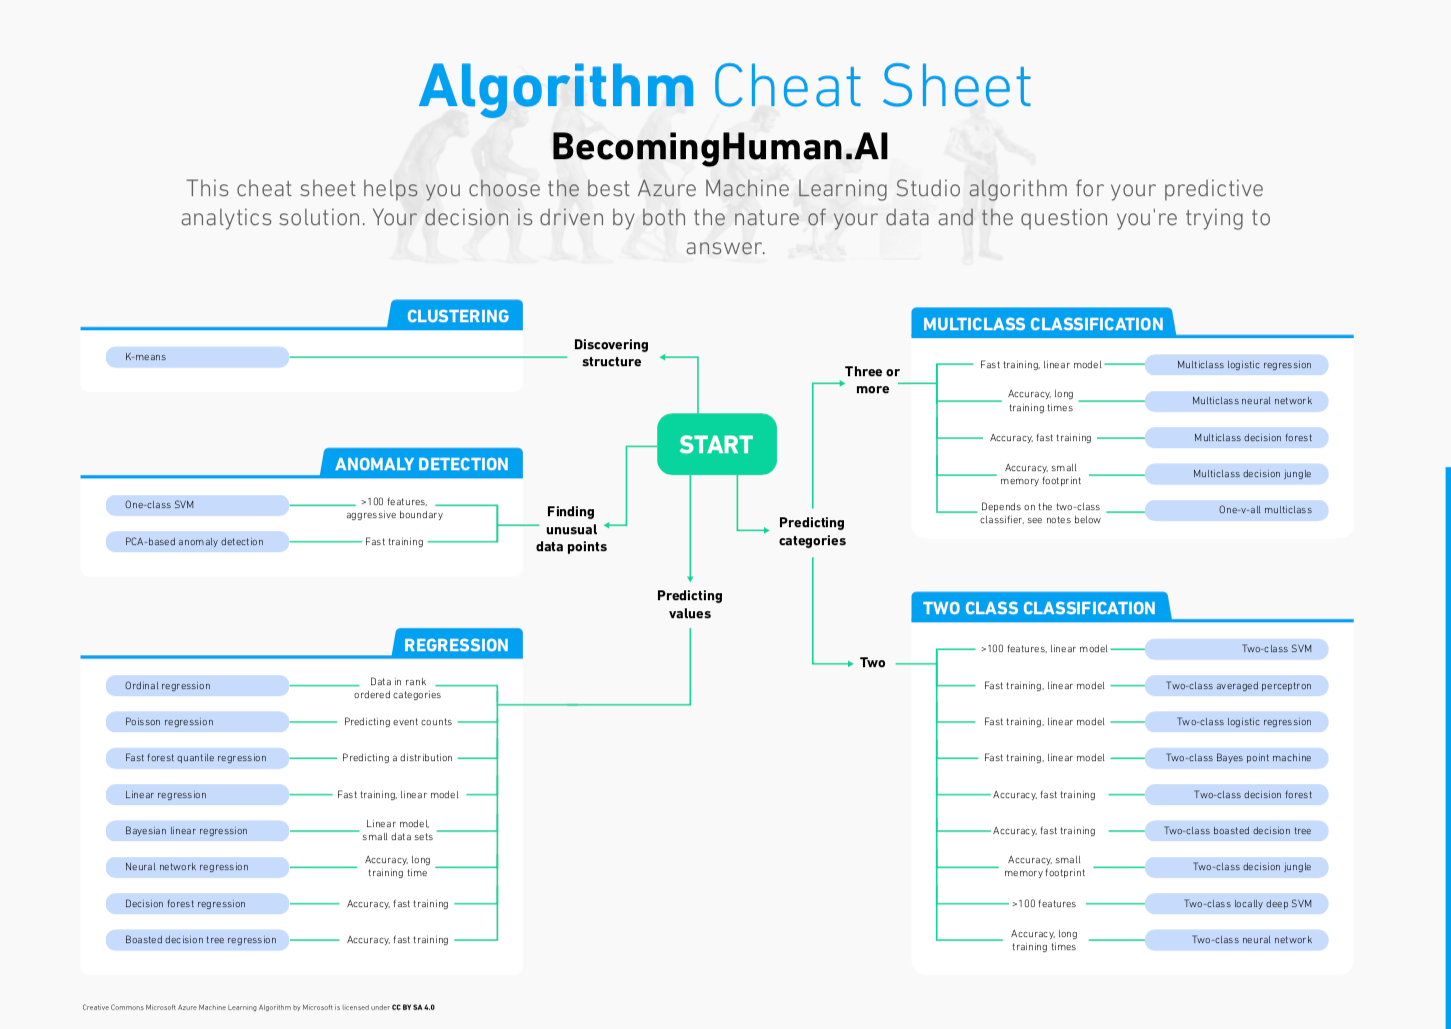 Algorithm Cheat Sheet
BecomingHuman.AI
This cheat sheet helps you choose the best Azure Machine Learning Studio algorithm for your predictive
analytics solution. Your decision is driven by both the nature of your data and the question you're trying to
answer.
CLUSTERING
K-means
Discovering
structure
START
ANOMALY DETECTION
One-class SVM
>100 features,
aggressive boundary
PCA-based anomaly detection
Fast training
Finding
unusual
data points
Predicting
values
REGRESSION
Ordinal regression
Data in rank
ordered categories
Poisson regression
Predicting event counts
Fast forest quantile regression
Predicting a distribution
Linear regression
Fast training, linear model
Bayesian linear regression
Linear model,
small data sets
Neural network regression
Accuracy, long
training time
Decision forest regression
Accuracy, fast training
Boasted decision tree regression
Accuracy, fast training
Predicting
categories
Three or
more
MULTICLASS CLASSIFICATION
Fast training, linear model
Multiclass logistic regression
Accuracy, long
training times
Multiclass neural network
Accuracy, fast training
Multiclass decision forest
Accuracy, small
memory footprint
Multiclass decision jungle
Depends on the two-class
classifier, see notes below
One-v-all multiclass
Two
TWO CLASS CLASSIFICATION
>100 features, linear model
Two-class SVM
Fast training, linear model
Two-class averaged perceptron
Fast training, linear model
Two-class logistic regression
Fast training, linear model
Two-class Bayes point machine
Accuracy, fast training
Two-class decision forest
Accuracy, fast training
Two-class boasted decision tree
Accuracy, small
memory footprint
Two-class decision jungle
>100 features
Two-class locally deep SVM
Accuracy, long
training times
Two-class neural network
Creative Commons Microsoft Azure Machine Learning Algorithm by Microsoft is licensed under CC BY SA 4.0